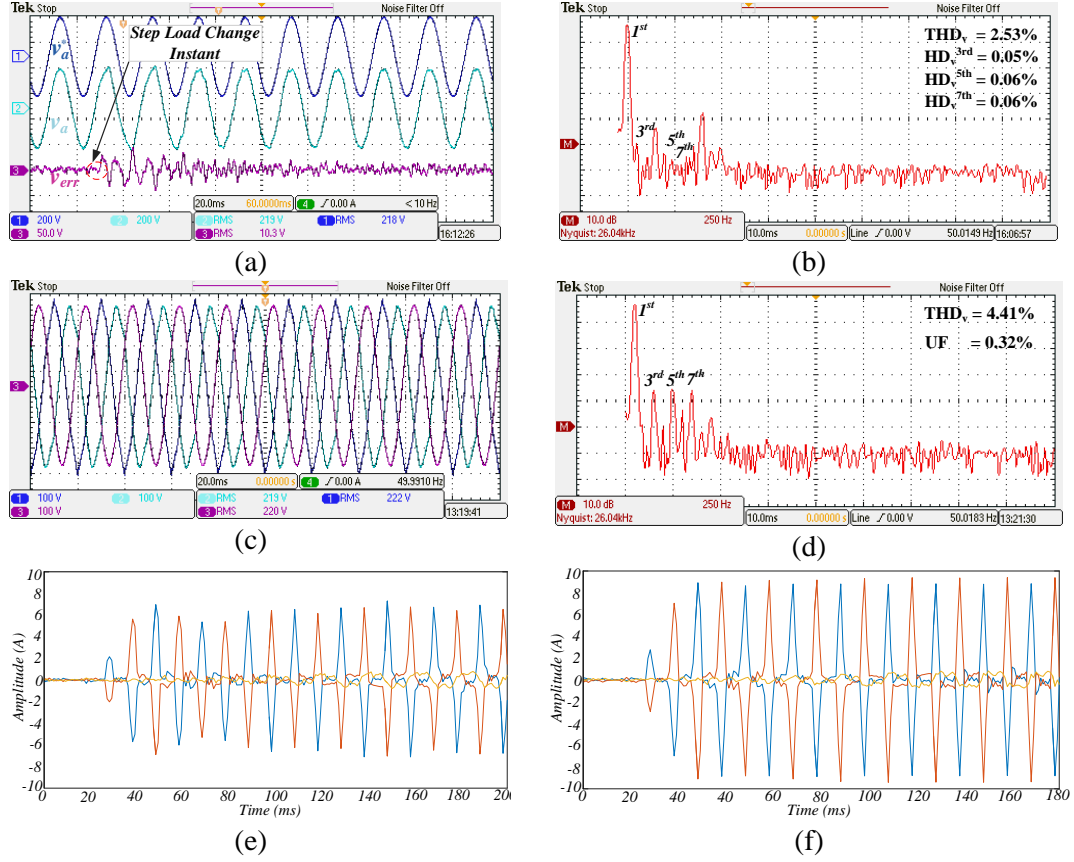 Tek Stop
Noise Filter Off
Step Load Change
Instant
v*a
va
verr
1
2
3
20.0ms 60.0000ms 4 0.00 A < 10 Hz
1 200 V 2 200 V 2 RMS 219 V 1 RMS 218 V
3 50.0 V 3 RMS 10.3 V 16:12:26
(a)
Tek Stop
Noise Filter Off
1st
THDv = 2.53%
HDv3rd = 0.05%
HDv5th = 0.06%
HDv7th = 0.06%
3rd 5th
7th
M
M 10.0 dB 250 Hz
Nyquist: 26.04kHz 10.0ms 0.00000 s Line 0.00 V 50.0149 Hz 16:06:57
(b)
Tek Stop
Noise Filter Off
3
20.0ms 0.00000 s 4 0.00 A 49.9910 Hz
1 100 V 2 100 V 2 RMS 219 V 1 RMS 222 V
3 100 V 3 RMS 220 V 13:19:41
(c)
Tek Stop
Noise Filter Off
1st
THDv = 4.41%
UF = 0.32%
3rd 5th 7th
M
M 10.0 dB 250 Hz
Nyquist: 26.04kHz 10.0ms 0.00000 s Line 0.00 V 50.0183 Hz 13:21:30
(d)
Amplitude (A)
10
8
6
4
2
0
-2
-4
-6
-8
-10
0 20 40 60 80 100 120 140 160 180 20
Time (ms)
(e)
Amplitude (A)
10
8
6
4
2
0
-2
-4
-6
-8
-10
0 20 40 60 80 100 120 140 160 180
Time (ms)
(f)